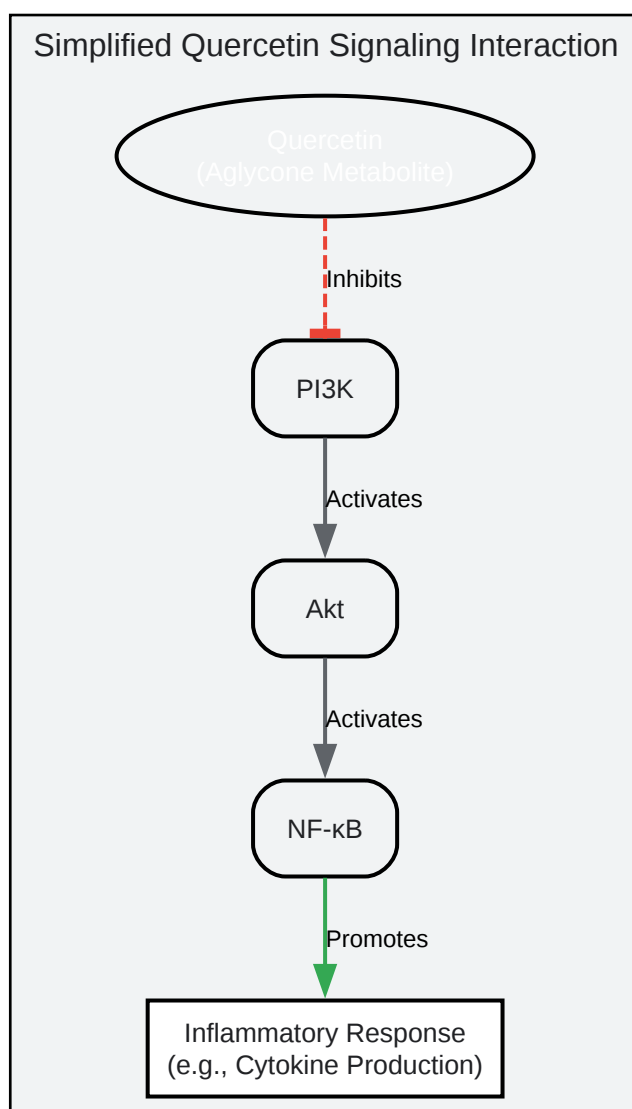 Simplified Quercetin Signaling Interaction
Quercetin
(Aglycone Metabolite)
Inhibits
PI3K
Activates
Akt
Activates
NF-κB
Promotes
Inflammatory Response
(e.g., Cytokine Production)